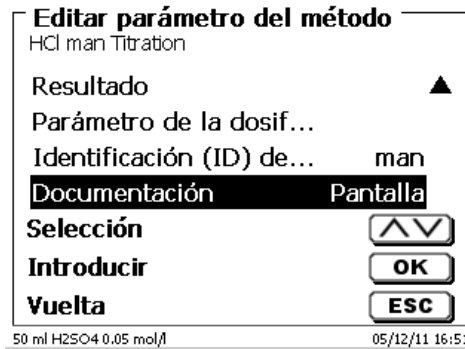 Editar parámetro del método
HCl man Titration
Resultado
Parámetro de la dosif...
Identificación (ID) de... man
Documentación Pantalla
Selección
Introducir OK
Vuelta ESC
50 ml H2SO4 0.05 mol/l 05/12/11 16:51